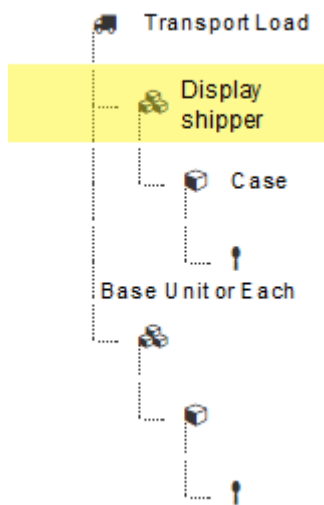 Transport Load
Display
shipper
Case
Base Unit or Each